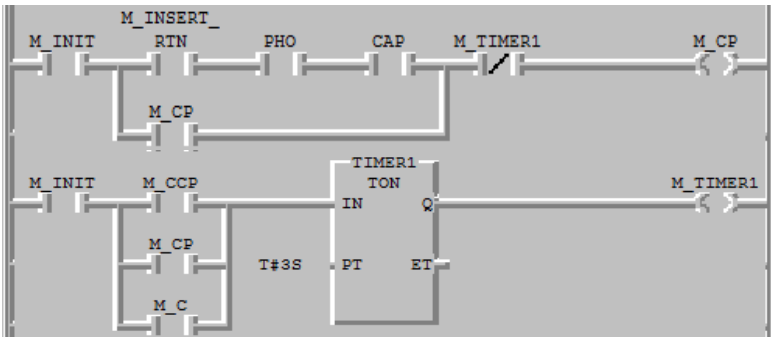 M_INSERT_
M_INIT RTN PHO CAP M_TIMER1 M_CP
M_CP
TIMER1
M_INIT M_CCP TON M_TIMER1
IN Q
M_CP
T#3S PT ET
M_C